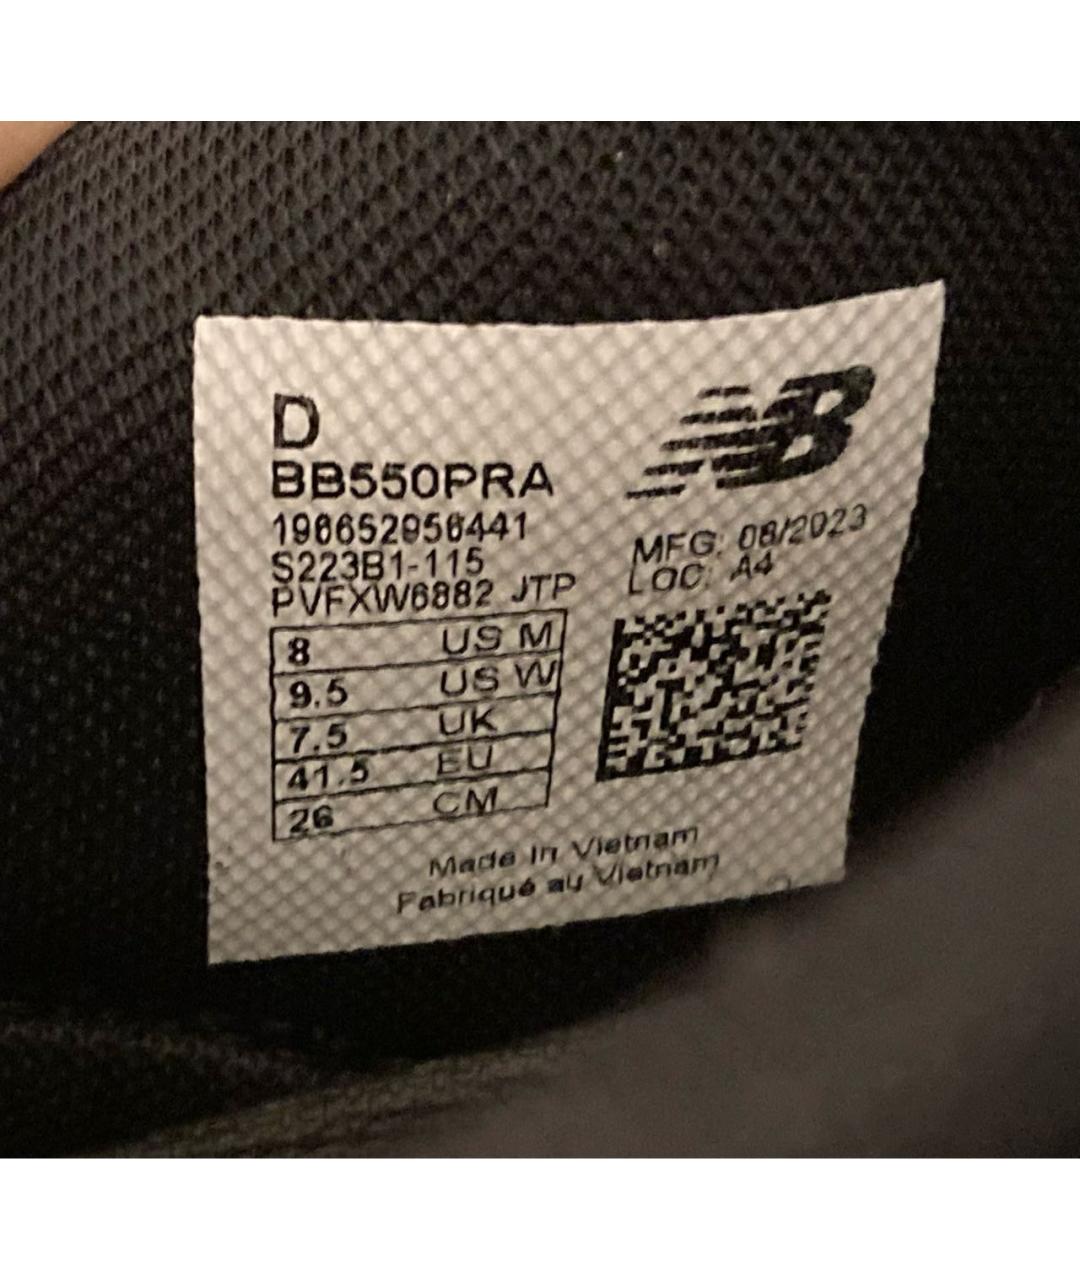 D
BB550PRA
196652956441
S223B1-115
PVFXW6882 JTP
8 US M
9.5 US W
7.5 UK
41.5 EU
26 CM
NB
MFG: 08/2023
LOC: A4
Made In Vietnam
Fabriqué au Vietnam